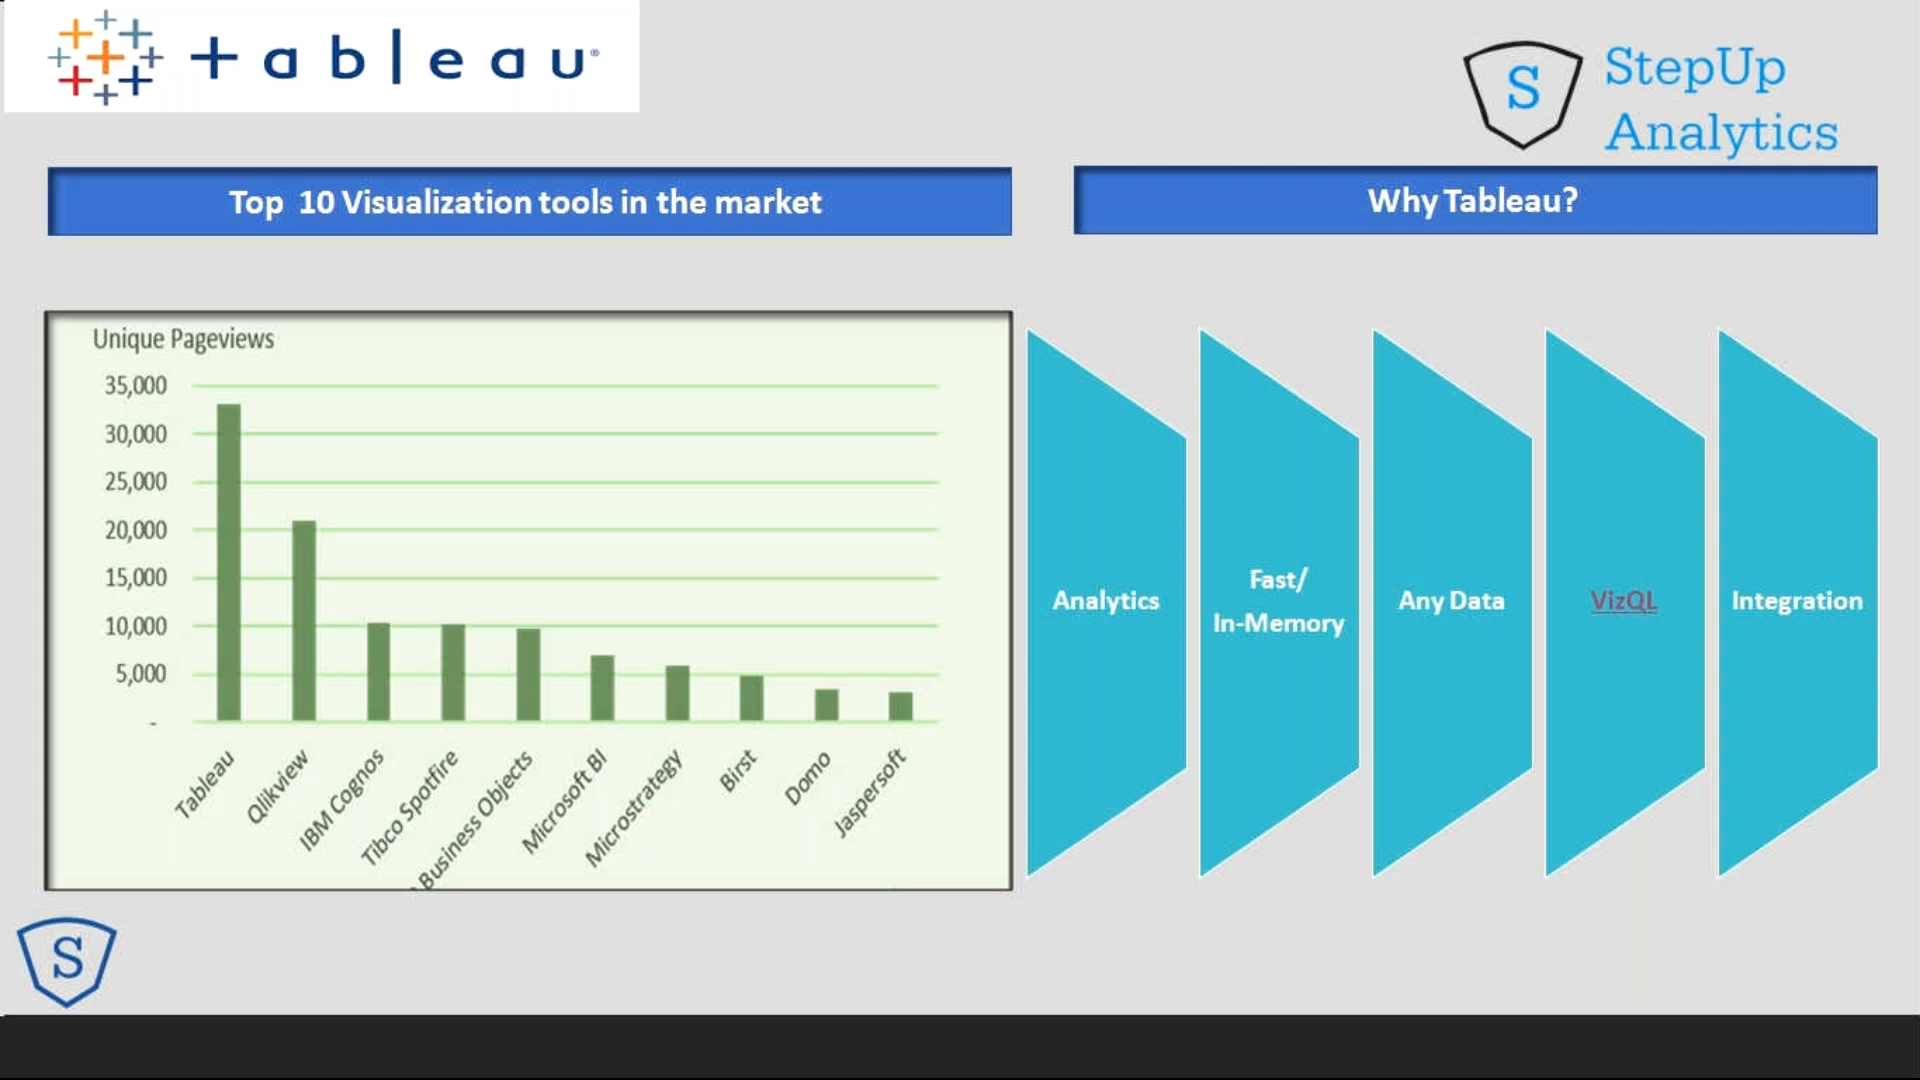 +ableau®
S
StepUp
Analytics
Top 10 Visualization tools in the market
Why Tableau?
Unique Pageviews
35,000
30,000
25,000
20,000
15,000
10,000
5,000
-
Tableau
Qlikview
IBM Cognos
Tibco Spotfire
Business Objects
Microsoft BI
Microstrategy
Birst
Domo
Jaspersoft
Analytics
Fast/
In-Memory
Any Data
VizQL
Integration
S